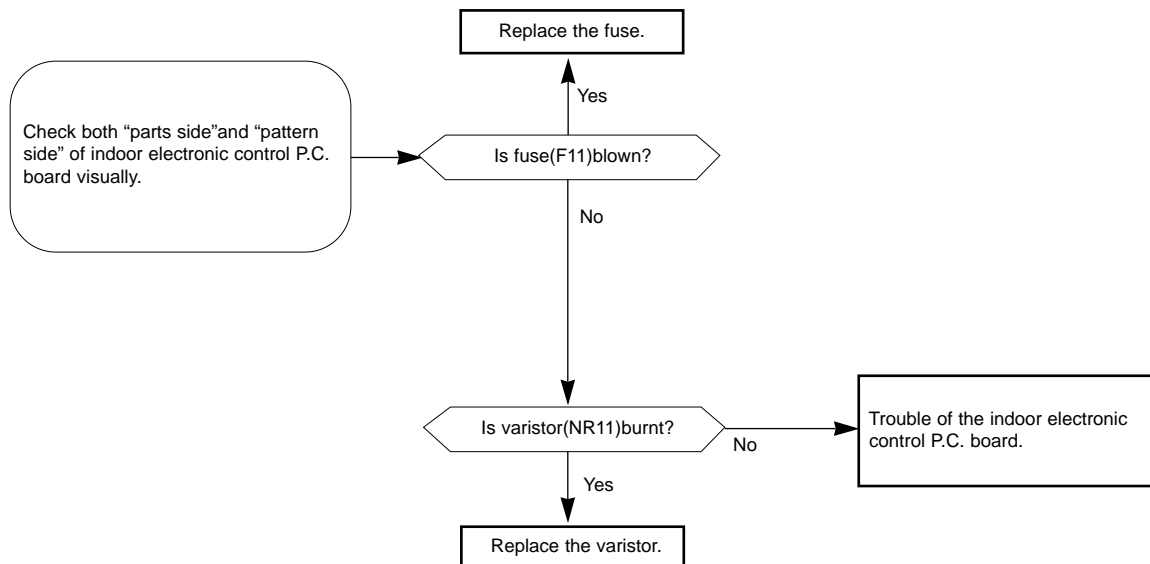 Replace the fuse.
Yes
Check both “parts side”and “pattern
side” of indoor electronic control P.C.
board visually.
Is fuse(F11)blown?
No
Is varistor(NR11)burnt?
No
Trouble of the indoor electronic
control P.C. board.
Yes
Replace the varistor.